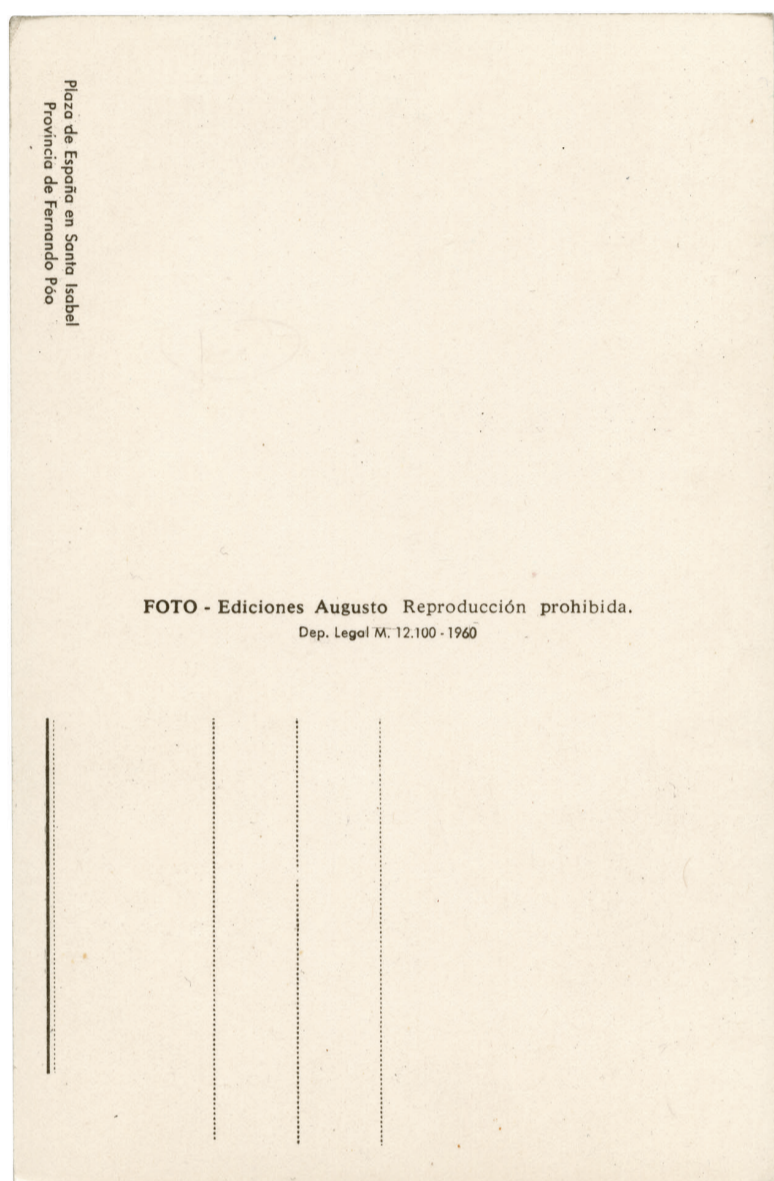 Plaza de España en Santa Isabel
Provincia de Fernando Póo
FOTO - Ediciones Augusto Reproducción prohibida.
Dep. Legal M. 12.100 - 1960